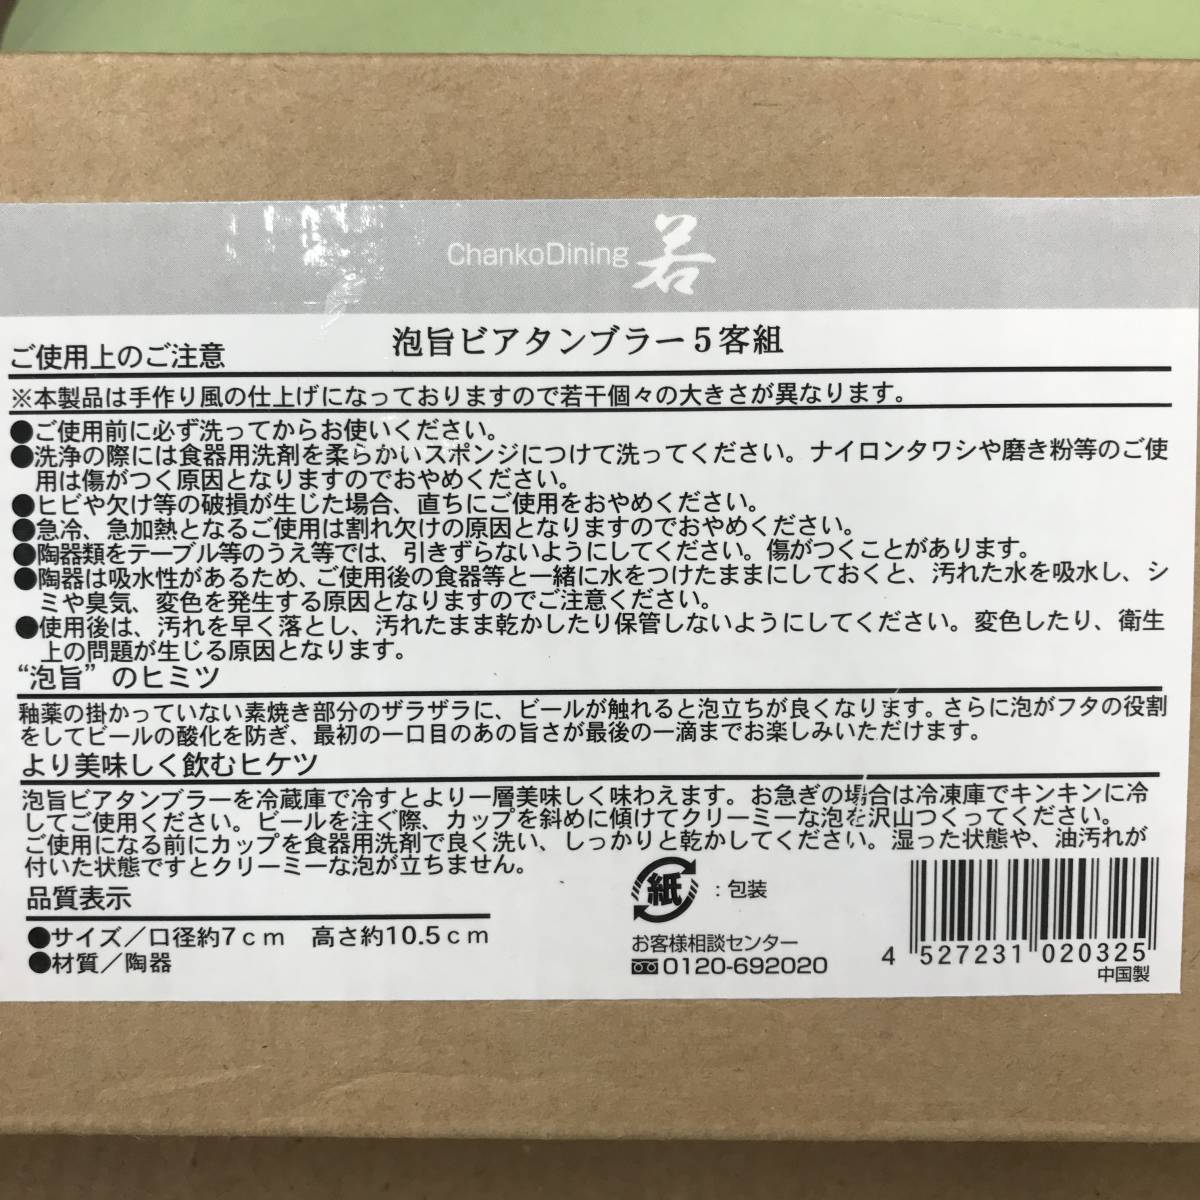 ChankoDining 若
泡旨ビアタンブラー5客組
ご使用上のご注意
※本製品は手作り風の仕上げになっておりますので若干個々の大きさが異なります。
●ご使用前に必ず洗ってからお使いください。
●洗浄の際には食器用洗剤を柔らかいスポンジにつけて洗ってください。ナイロンタワシや磨き粉等のご使
用は傷がつく原因となりますのでおやめください。
●ヒビや欠け等の破損が生じた場合、直ちにご使用をおやめください。
●急冷、急加熱となるご使用は割れ欠けの原因となりますのでおやめください。
●陶器類をテーブル等のうえ等では、引きずらないようにしてください。傷がつくことがあります。
●陶器は吸水性があるため、ご使用後の食器等と一緒に水をつけたままにしておくと、汚れた水を吸水し、シ
ミや臭気、変色を発生する原因となりますのでご注意ください。
●使用後は、汚れを早く落とし、汚れたまま乾かしたり保管しないようにしてください。変色したり、衛生
上の問題が生じる原因となります。
“泡旨”のヒミツ
釉薬の掛かっていない素焼き部分のザラザラに、ビールが触れると泡立ちが良くなります。さらに泡がフタの役割
をしてビールの酸化を防ぎ、最初の一口目のあの旨さが最後の一滴までお楽しみいただけます。
より美味しく飲むヒケツ
泡旨ビアタンブラーを冷蔵庫で冷すとより一層美味しく味わえます。お急ぎの場合は冷凍庫でキンキンに冷
してご使用ください。ビールを注ぐ際、カップを斜めに傾けてクリーミーな泡を沢山つくってください。
ご使用になる前にカップを食器用洗剤で良く洗い、しっかりと乾かしてください。湿った状態や、油汚れが
付いた状態ですとクリーミーな泡が立ちません。
品質表示
●サイズ/口径約7cm 高さ約10.5cm
●材質/陶器
紙:包装
お客様相談センター
0120-692020
4 527231 020325
中国製